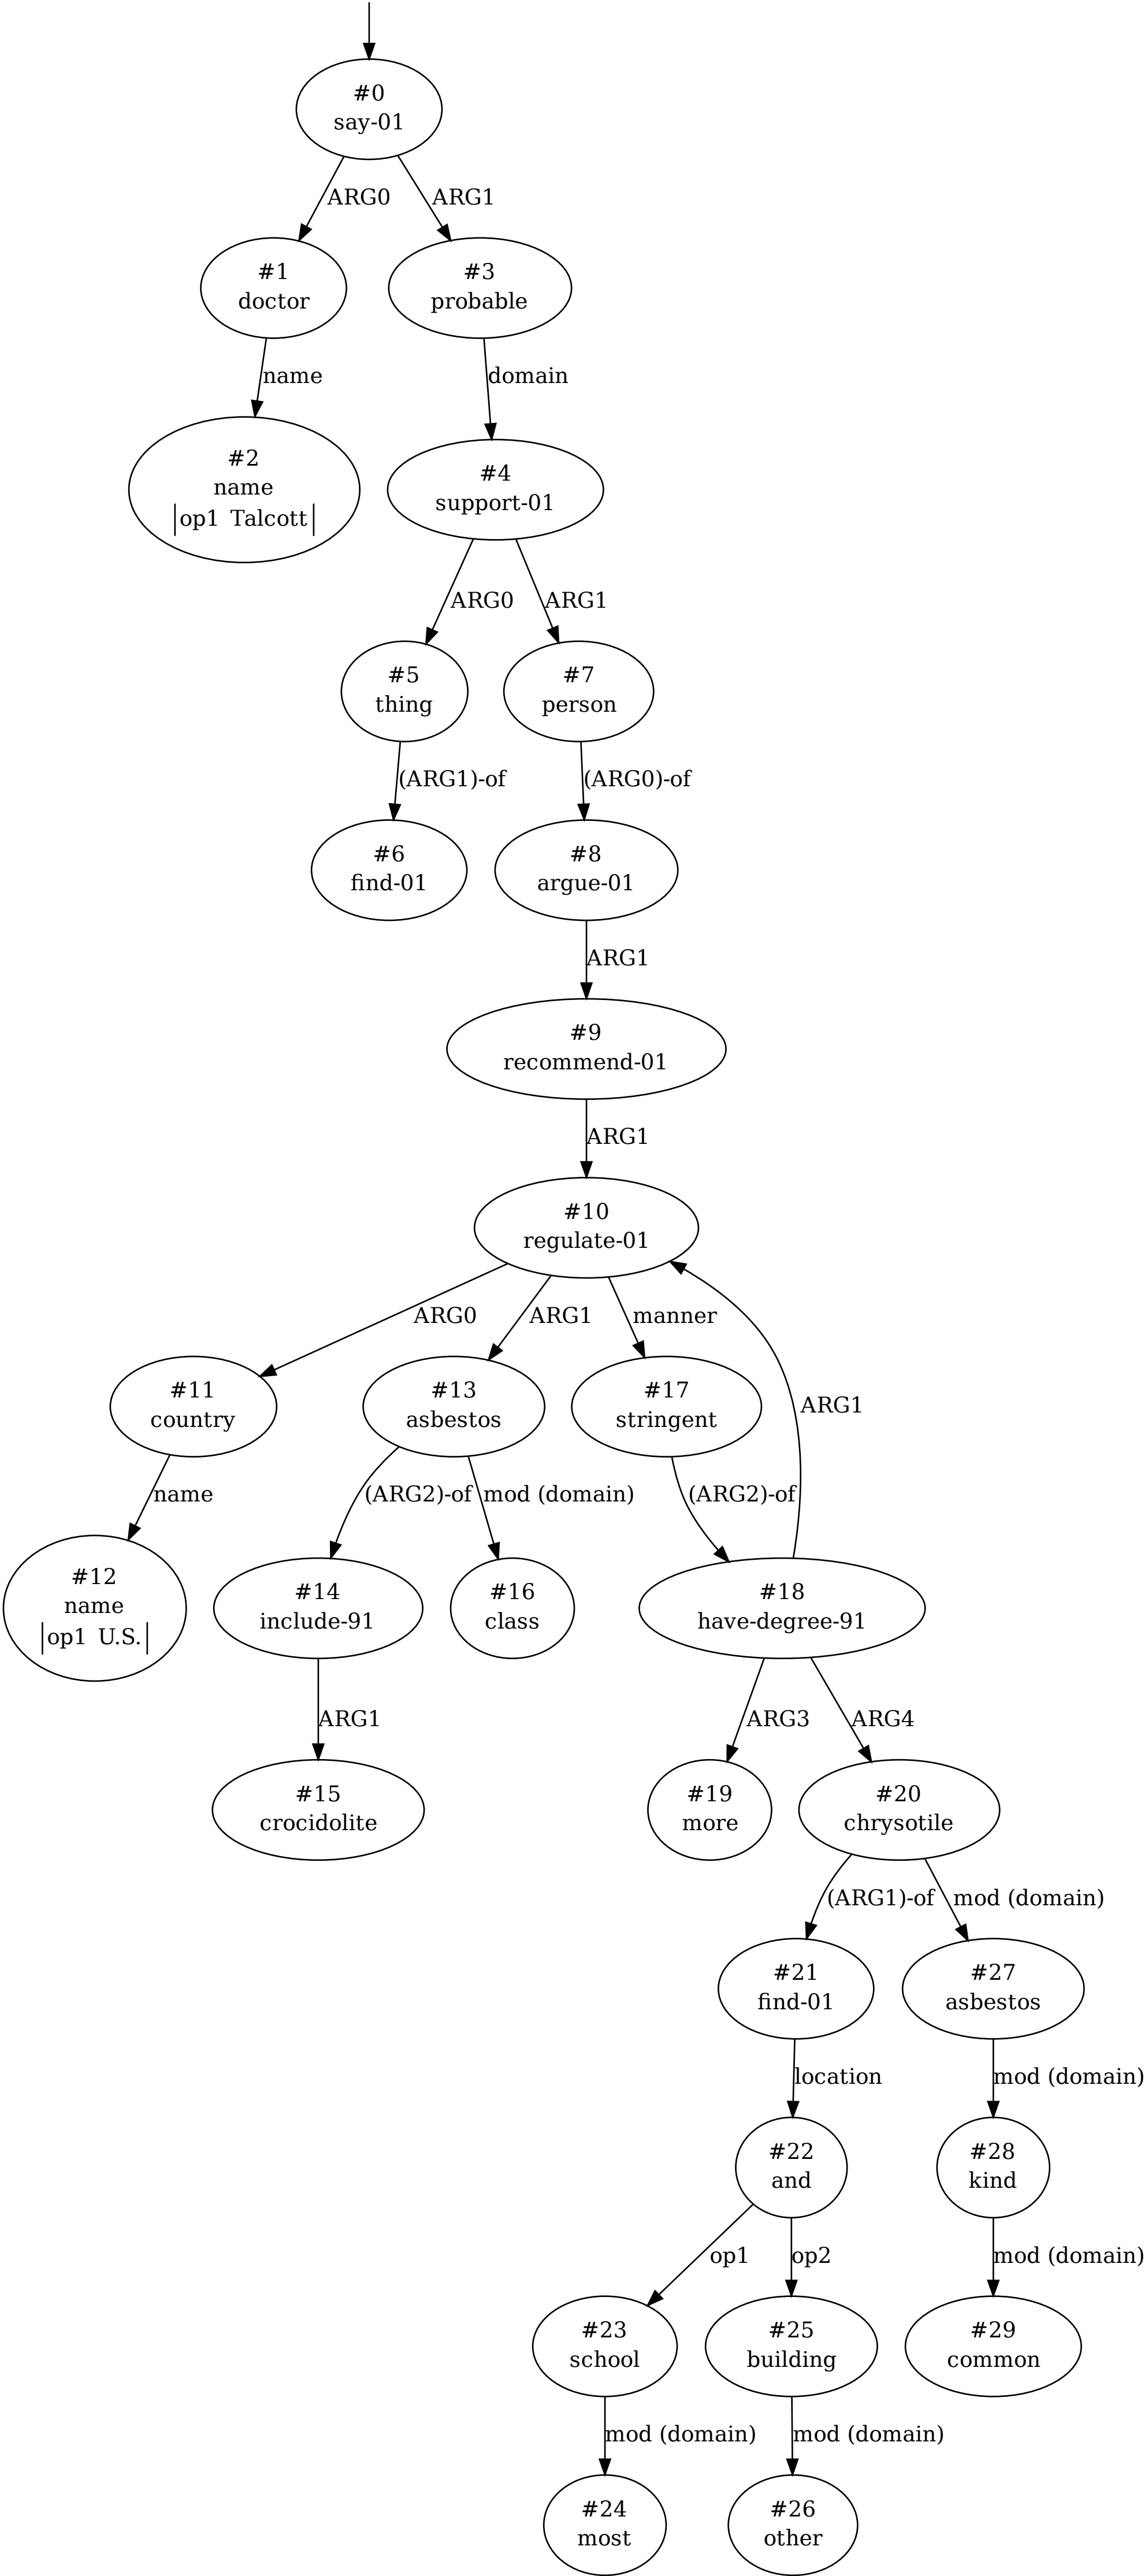 #0
say-01
ARG0
ARG1
#1
doctor
#3
probable
name
domain
#2
name
op1 Talcott
#4
support-01
ARG0
ARG1
#5
thing
#7
person
(ARG1)-of
(ARG0)-of
#6
find-01
#8
argue-01
ARG1
#9
recommend-01
ARG1
#10
regulate-01
ARG0
ARG1
manner
ARG1
#11
country
#13
asbestos
#17
stringent
name
(ARG2)-of
mod (domain)
(ARG2)-of
#12
name
op1 U.S.
#14
include-91
#16
class
#18
have-degree-91
ARG1
ARG3
ARG4
#15
crocidolite
#19
more
#20
chrysotile
(ARG1)-of
mod (domain)
#21
find-01
#27
asbestos
location
mod (domain)
#22
and
#28
kind
op1
op2
mod (domain)
#23
school
#25
building
#29
common
mod (domain)
mod (domain)
#24
most
#26
other